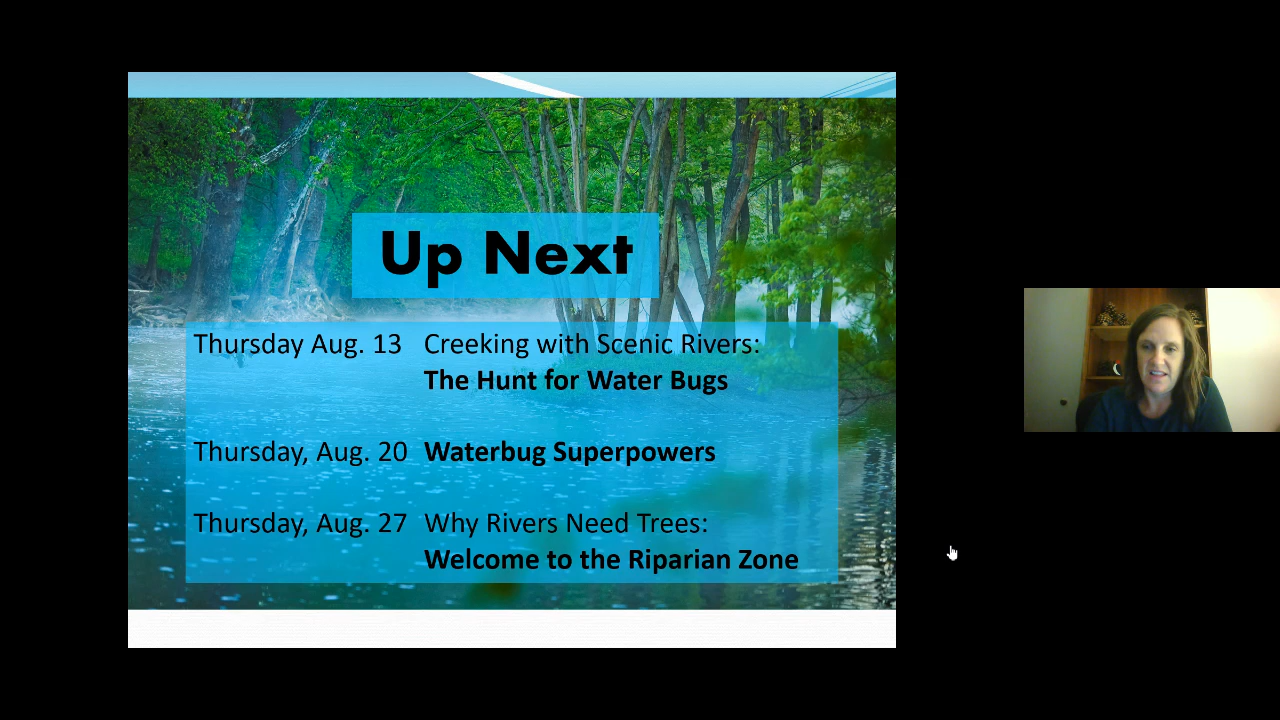 Up Next
Thursday Aug. 13 Creeking with Scenic Rivers:
The Hunt for Water Bugs
Thursday, Aug. 20 Waterbug Superpowers
Thursday, Aug. 27 Why Rivers Need Trees:
Welcome to the Riparian Zone